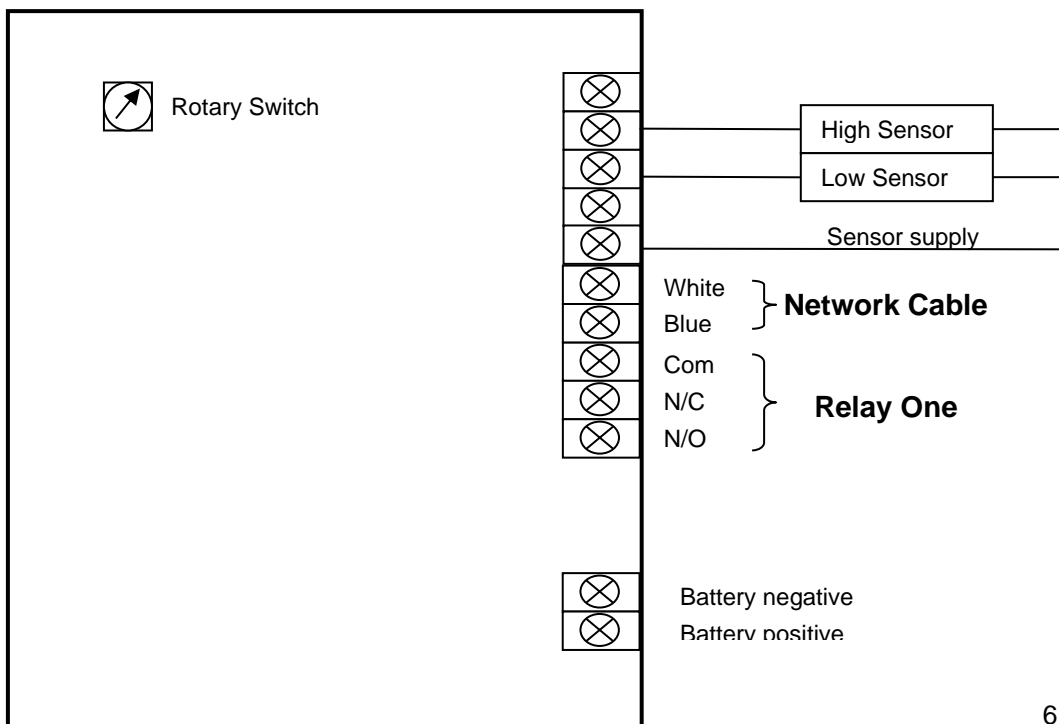 Rotary Switch
High Sensor
Low Sensor
Sensor supply
White
Blue
Network Cable
Com
N/C
N/O
Relay One
Battery negative
Battery positive
6